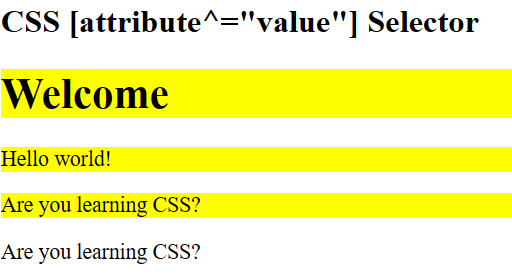 CSS [attribute^="value"] Selector
Welcome
Hello world!
Are you learning CSS?
Are you learning CSS?